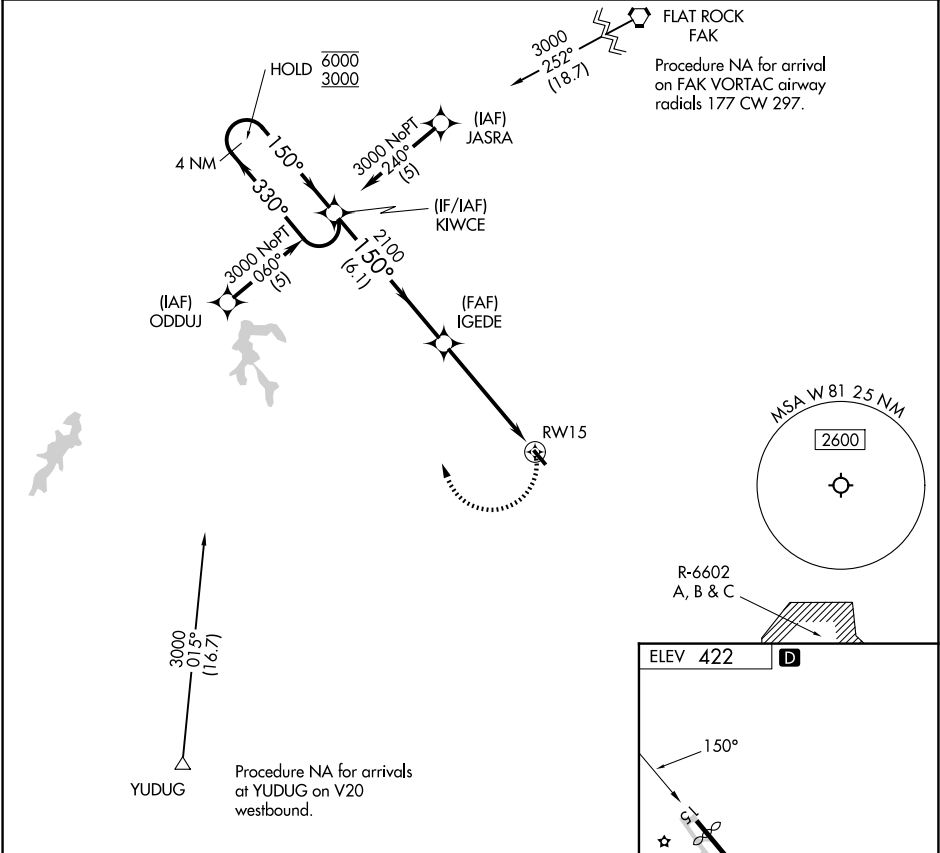 FLAT ROCK
FAK
3000
252°
(18.7)
Procedure NA for arrival
on FAK VORTAC airway
radials 177 CW 297.
HOLD 6000
3000
4 NM
150°
330°
(IAF)
JASRA
3000 NoPT
240°
(5)
(IF/IAF)
KIWCE
3000 NoPT
060°
(5)
2100
150°
(6.1)
(IAF)
ODDUJ
(FAF)
IGEDE
RW15
MSA W81 25 NM
2600
R-6602
A, B & C
3000
015°
(16.7)
YUDUG
Procedure NA for arrivals
at YUDUG on V20
westbound.
ELEV 422 D
150°
15